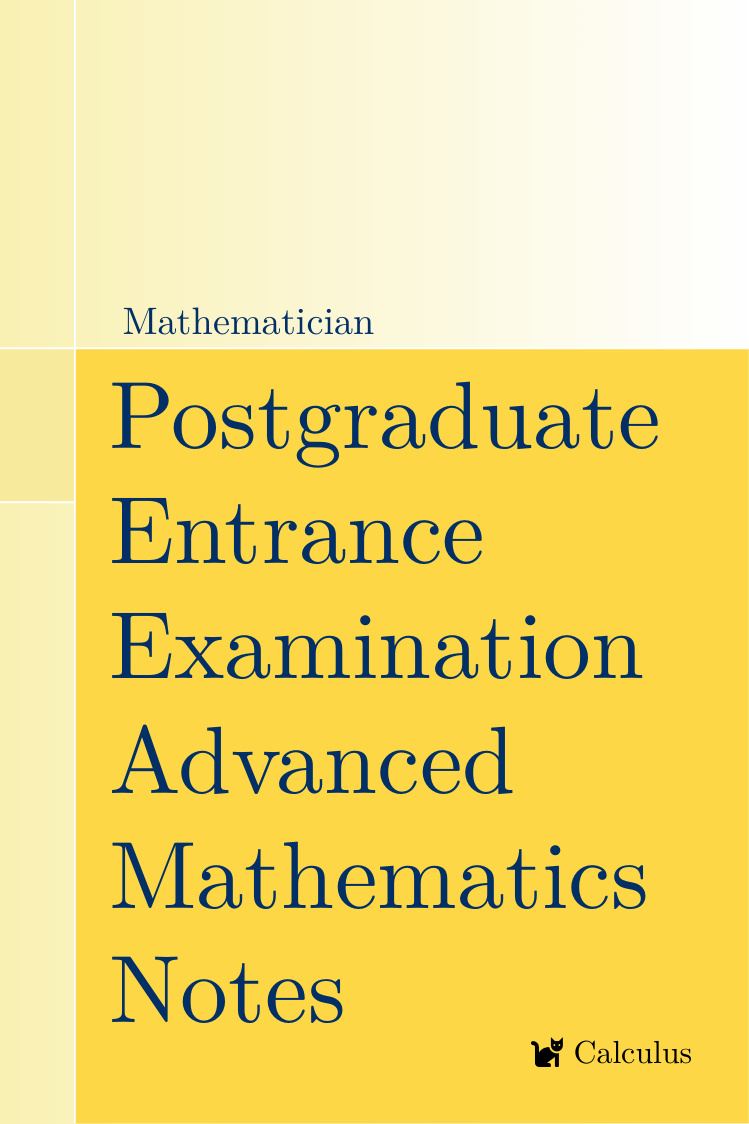 Mathematician
Postgraduate
Entrance
Examination
Advanced
Mathematics
Notes
Calculus